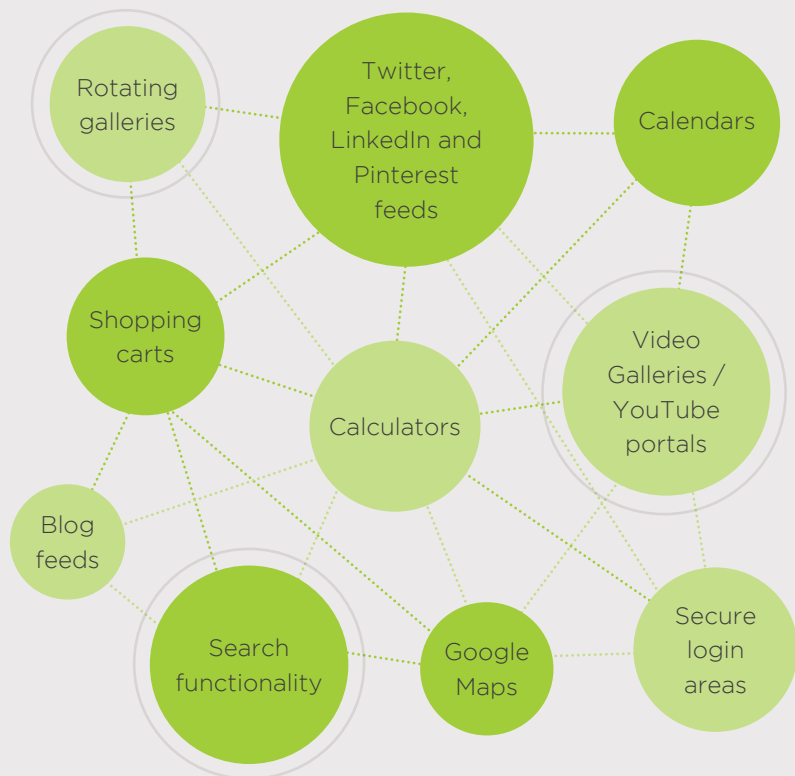 Rotating
galleries
Twitter,
Facebook,
LinkedIn and
Pinterest
feeds
Calendars
Shopping
carts
Calculators
Video
Galleries /
YouTube
portals
Blog
feeds
Search
functionality
Google
Maps
Secure
login
areas